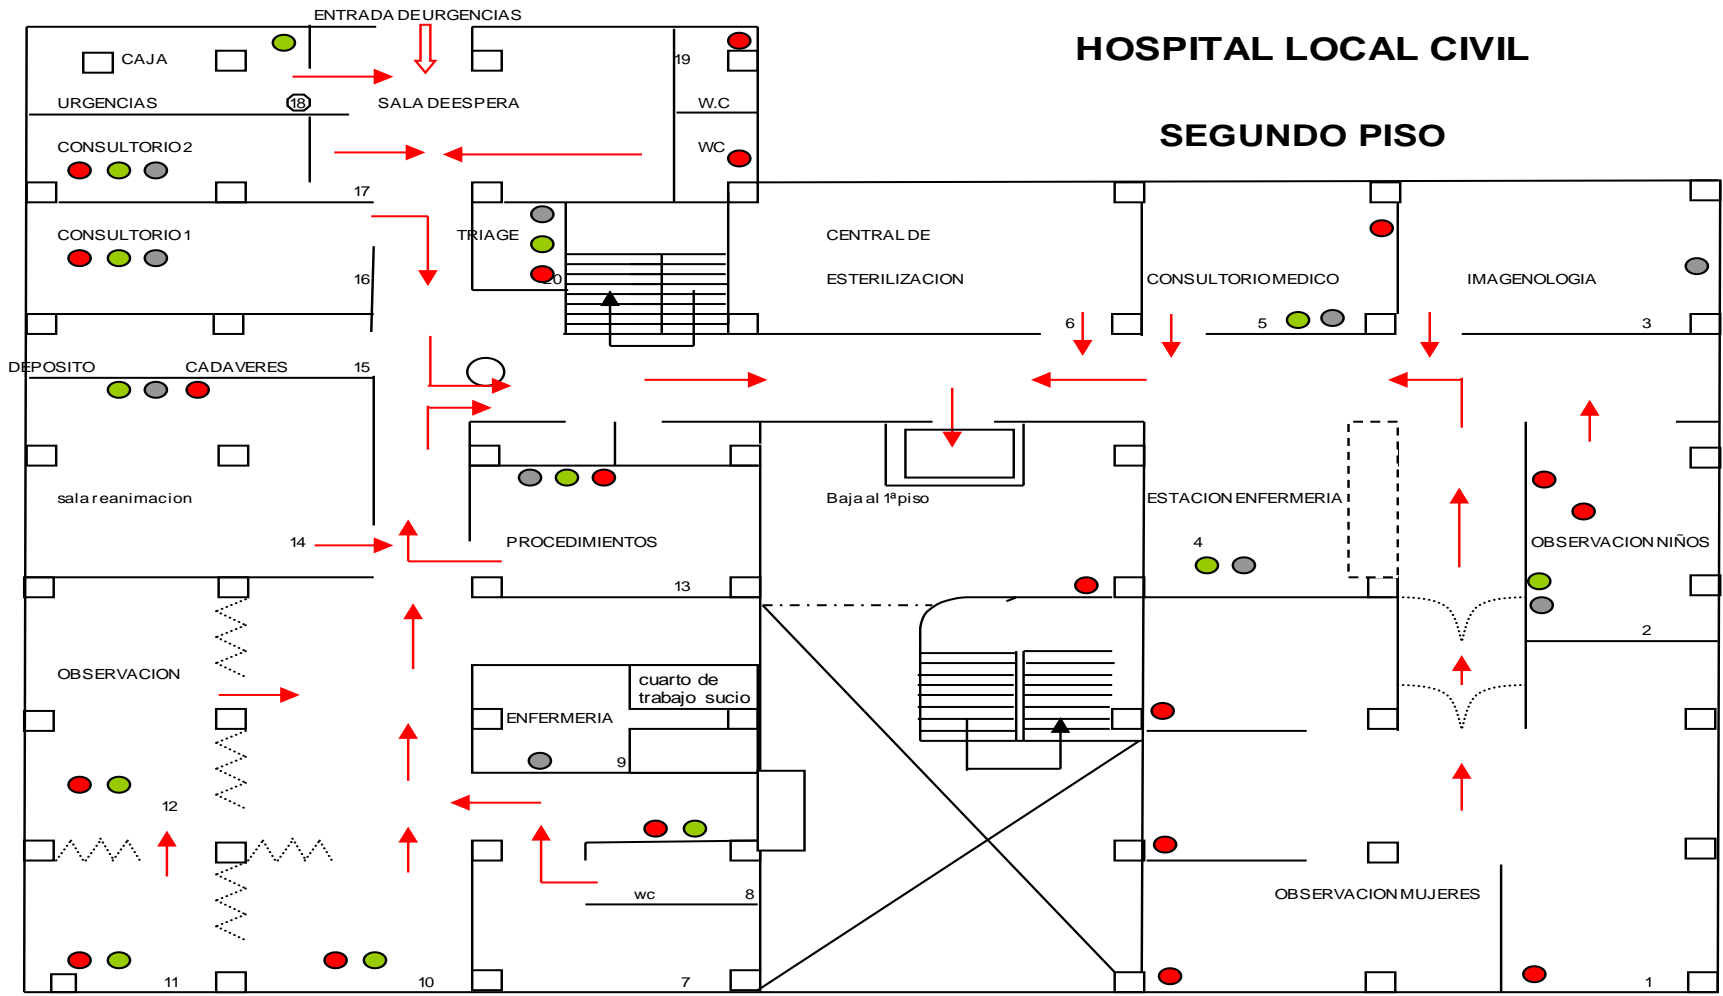 ENTRADA DE URGENCIAS
HOSPITAL LOCAL CIVIL
SEGUNDO PISO
CAJA
19
URGENCIAS
18
SALA DE ESPERA
W.C
CONSULTORIO 2
WC
17
CONSULTORIO 1
TRIAGE
CENTRAL DE
16
20
ESTERILIZACION
CONSULTORIO MEDICO
IMAGENOLOGIA
6
5
3
DEPOSITO
CADAVERES
15
sala reanimacion
Baja al 1ª piso
ESTACION ENFERMERIA
14
PROCEDIMIENTOS
4
OBSERVACION NIÑOS
13
2
OBSERVACION
cuarto de
trabajo sucio
ENFERMERIA
9
12
wc
8
OBSERVACION MUJERES
11
10
7
1